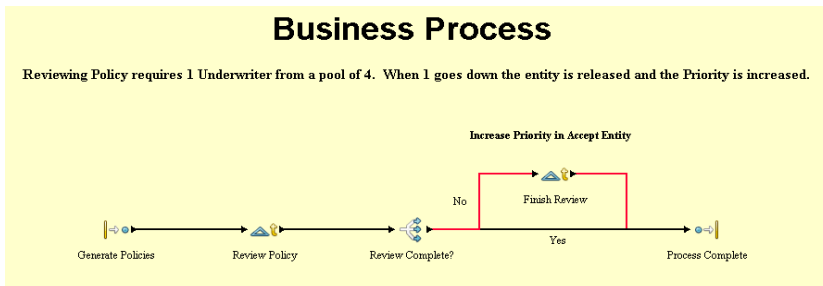 Business Process
Reviewing Policy requires 1 Underwriter from a pool of 4.  When 1 goes down the entity is released and the Priority is increased.
Increase Priority in Accept Entity
No
Finish Review
Yes
Generate Policies
Review Policy
Review Complete?
Process Complete